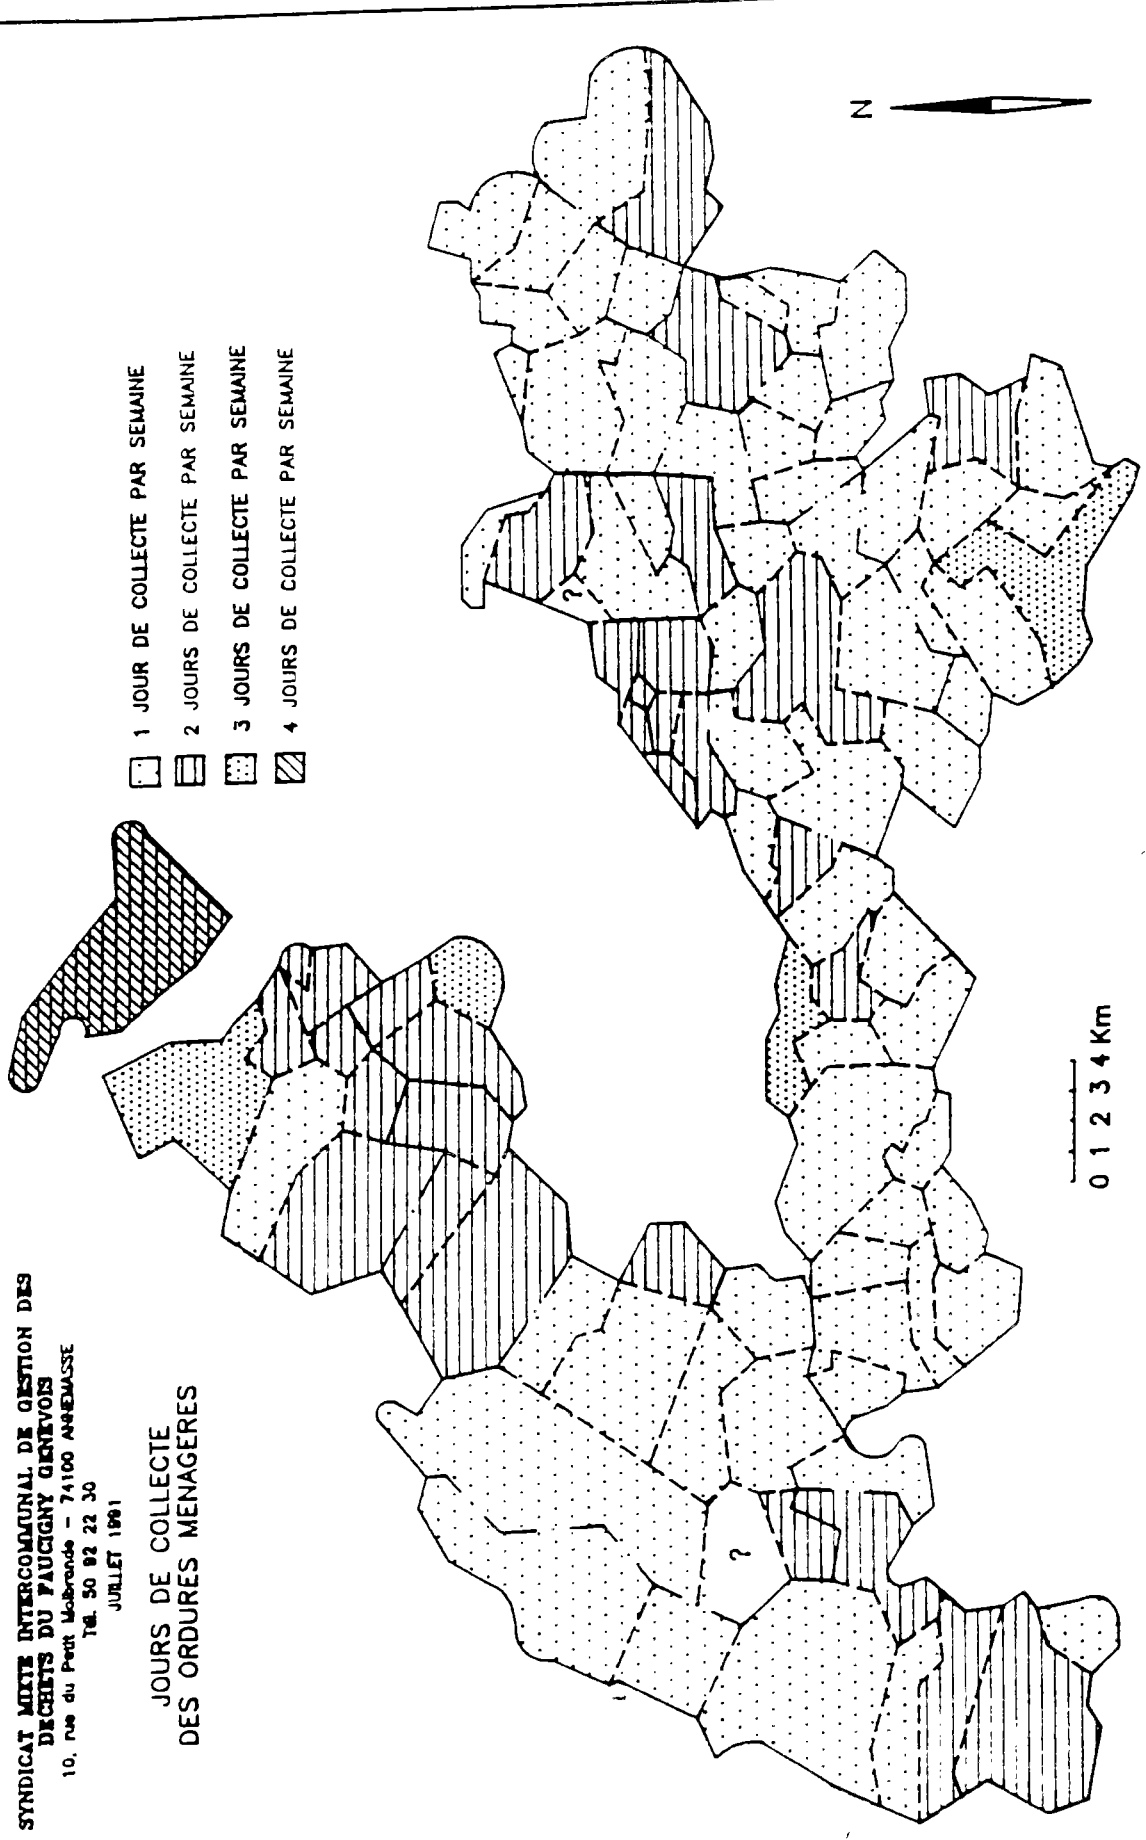 SYNDICAT MIXTE INTERCOMMUNAL DE GESTION DES
DECHETS DU FAUCIGNY GENEVOIS
10, rue du Petit Malbrande - 74100 ANNEMASSE
Tél. 50 92 22 30
JUILLET 1991
JOURS DE COLLECTE
DES ORDURES MENAGERES
1 JOUR DE COLLECTE PAR SEMAINE
2 JOURS DE COLLECTE PAR SEMAINE
3 JOURS DE COLLECTE PAR SEMAINE
4 JOURS DE COLLECTE PAR SEMAINE
?
?
N
0 1 2 3 4 Km